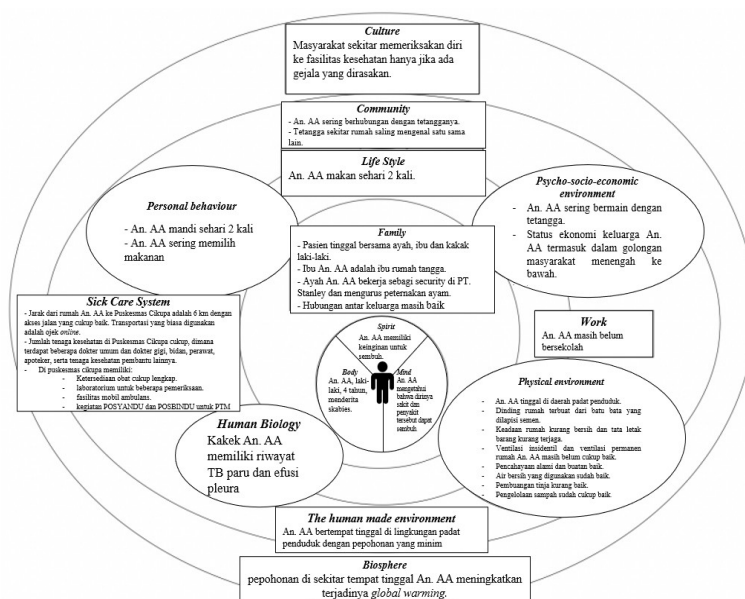 Culture
Masyarakat sekitar memeriksakan diri
ke fasilitas kesehatan hanya jika ada
gejala yang dirasakan.
Community
- An. AA sering berhubungan dengan tetangganya.
- Tetangga sekitar rumah saling mengenal satu sama
lain.
Life Style
An. AA makan sehari 2 kali.
Personal behaviour
- An. AA mandi sehari 2 kali
- An. AA sering memilih
makanan
Psycho-socio-economic
environment
- An. AA sering bermain dengan
tetangga.
- Status ekonomi keluarga An.
AA termasuk dalam golongan
masyarakat menengah ke
bawah.
Family
- Pasien tinggal bersama ayah, ibu dan kakak
laki-laki.
- Ibu An. AA adalah ibu rumah tangga.
- Ayah An. AA bekerja sebagi security di PT.
Stanley dan mengurus peternakan ayam.
- Hubungan antar keluarga masih baik
Sick Care System
- Jarak dari rumah An. AA ke Puskesmas Cikupa adalah 6 km dengan
akses jalan yang cukup baik. Transportasi yang biasa digunakan
adalah ojek online.
- Jumlah tenaga kesehatan di Puskesmas Cikupa cukup, dimana
terdapat beberapa dokter umum dan dokter gigi, bidan, perawat,
apoteker, serta tenaga kesehatan pembantu lainnya.
- Di puskesmas cikupa memiliki:
- Ketersediaan obat cukup lengkap.
- laboratorium untuk beberapa pemeriksaan.
- fasilitas mobil ambulans.
- kegiatan POSYANDU dan POSBINDU untuk PTM
Work
An. AA masih belum
bersekolah
Spirit
An. AA memiliki
keinginan untuk
sembuh.
Body
An. AA, laki-
laki, 4 tahun,
menderita
skabies.
Mind
An. AA
mengetahui
bahwa dirinya
sakit dan
penyakit
tersebut dapat
sembuh.
Human Biology
Kakek An. AA
memiliki riwayat
TB paru dan efusi
pleura
Physical environment
- An. AA tinggal di daerah padat penduduk.
- Dinding rumah terbuat dari batu bata yang
dilapisi semen.
- Keadaan rumah kurang bersih dan tata letak
barang kurang terjaga.
- Ventilasi insidentil dan ventilasi permanen
rumah An. AA masih belum cukup baik.
- Pencahayaan alami dan buatan baik.
- Air bersih yang digunakan sudah baik.
- Pembuangan tinja kurang baik.
- Pengelolaan sampah sudah cukup baik
The human made environment
An. AA bertempat tinggal di lingkungan padat
penduduk dengan pepohonan yang minim
Biosphere
pepohonan di sekitar tempat tinggal An. AA meningkatkan
terjadinya global warming.